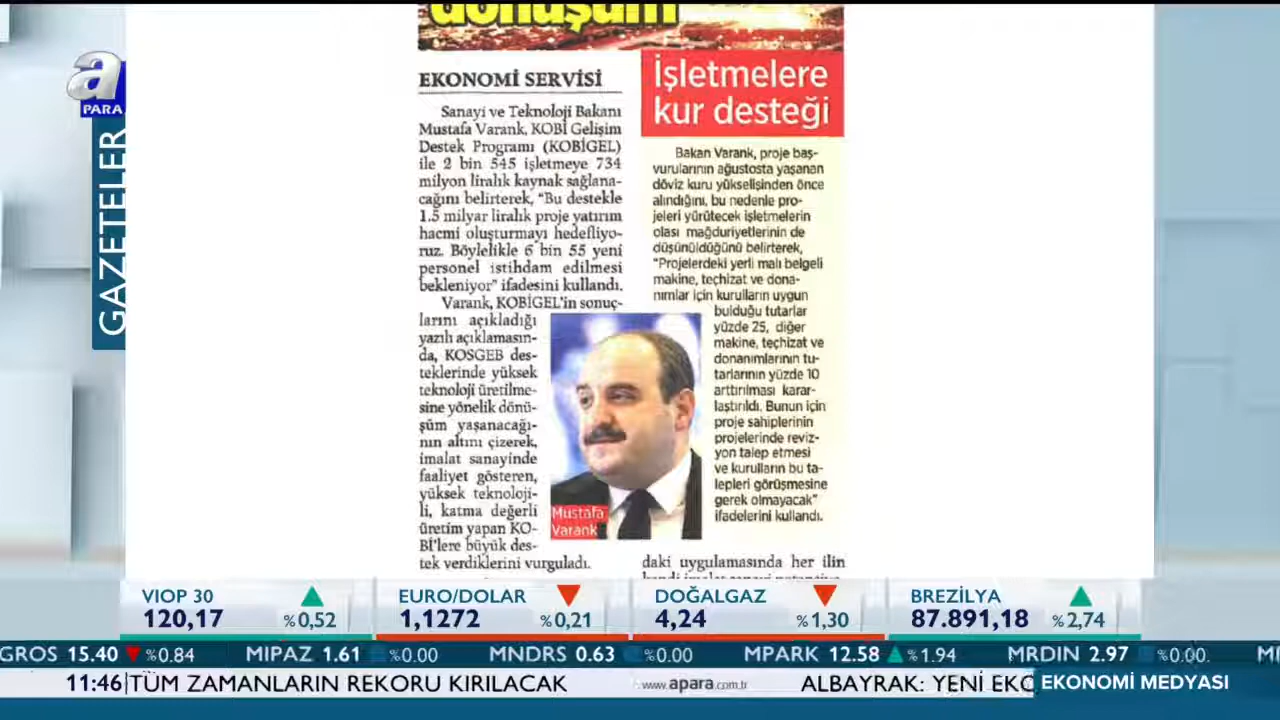 dönüşüm
a
PARA
GAZETELER
EKONOMİ SERVİSİ
Sanayi ve Teknoloji Bakanı
Mustafa Varank, KOBİ Gelişim
Destek Programı (KOBİGEL)
ile 2 bin 545 işletmeye 734
milyon liralık kaynak sağlana-
cağını belirterek, “Bu destekle
1.5 milyar liralık proje yatırım
hacmi oluşturmayı hedefliyo-
ruz. Böylelikle 6 bin 55 yeni
personel istihdam edilmesi
bekleniyor” ifadesini kullandı.
Varank, KOBİGEL'in sonuç-
larını açıkladığı
yazılı açıklamasın-
da, KOSGEB des-
teklerinde yüksek
teknoloji üretilme-
sine yönelik dönü-
şüm yaşanacağı-
nın altını çizerek,
imalat sanayinde
faaliyet gösteren,
yüksek teknoloji-
li, katma değerli
üretim yapan KO-
Bİ'lere büyük des-
tek verdiklerini vurguladı.
Mustafa
Varank
İşletmelere
kur desteği
Bakan Varank, proje baş-
vurularının ağustosta yaşanan
döviz kuru yükselişinden önce
alındığını, bu nedenle pro-
jeleri yürütecek işletmelerin
olası mağduriyetlerinin de
düşünüldüğünü belirterek,
“Projelerdeki yerli malı belgeli
makine, teçhizat ve dona-
nımlar için kurulların uygun
bulduğu tutarlar
yüzde 25, diğer
makine, teçhizat ve
donanımlarının tu-
tarlarının yüzde 10
arttırılması karar-
laştırıldı. Bunun için
proje sahiplerinin
projelerinde reviz-
yon talep etmesi
ve kurulların bu ta-
lepleri görüşmesine
gerek olmayacak”
ifadelerini kullandı.
daki uygulamasında her ilin
VIOP 30 120,17 %0,52
EURO/DOLAR 1,1272 %0,21
DOĞALGAZ 4,24 %1,30
BREZİLYA 87.891,18 %2,74
GROS 15.40 %0.84 MIPAZ 1.61 %0.00 MNDRS 0.63 %0.00 MPARK 12.58 %1.94 MRDIN 2.97 %0.00
11:46 TÜM ZAMANLARIN REKORU KIRILACAK www.apara.com.tr ALBAYRAK: YENİ EKO EKONOMİ MEDYASI